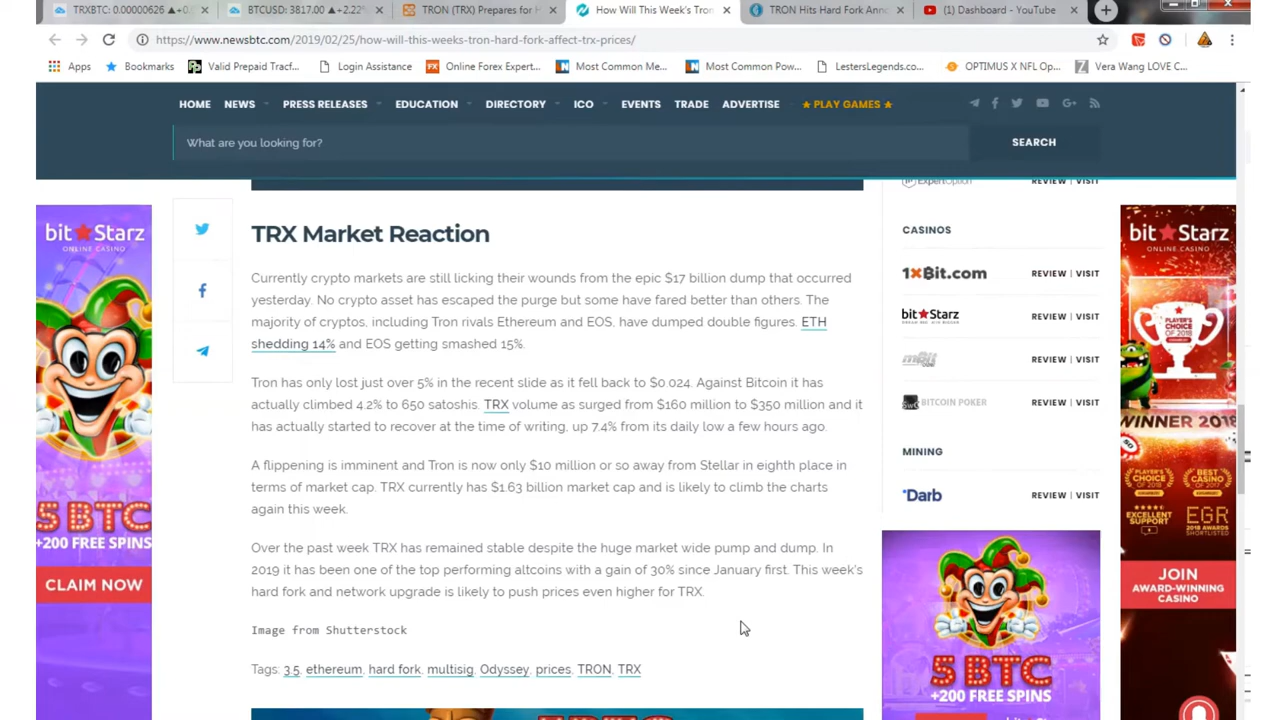 TRXBTC: 0.00000626 ▲+0.
BTCUSD: 3817.00 ▲+2.22%
TRON (TRX) Prepares for H
How Will This Week's Tron
TRON Hits Hard Fork Anno
(1) Dashboard - YouTube
https://www.newsbtc.com/2019/02/25/how-will-this-weeks-tron-hard-fork-affect-trx-prices/
Apps
Bookmarks
Valid Prepaid Tracf...
Login Assistance
Online Forex Expert...
Most Common Me...
Most Common Pow...
LestersLegends.co...
OPTIMUS X NFL Op...
Vera Wang LOVE C...
HOME NEWS PRESS RELEASES EDUCATION DIRECTORY ICO EVENTS TRADE ADVERTISE ★ PLAY GAMES ★
What are you looking for?
SEARCH
TRX Market Reaction
Currently crypto markets are still licking their wounds from the epic $17 billion dump that occurred
yesterday. No crypto asset has escaped the purge but some have fared better than others. The
majority of cryptos, including Tron rivals Ethereum and EOS, have dumped double figures. ETH
shedding 14% and EOS getting smashed 15%.
Tron has only lost just over 5% in the recent slide as it fell back to $0.024. Against Bitcoin it has
actually climbed 4.2% to 650 satoshis. TRX volume as surged from $160 million to $350 million and it
has actually started to recover at the time of writing, up 7.4% from its daily low a few hours ago.
A flippening is imminent and Tron is now only $10 million or so away from Stellar in eighth place in
terms of market cap. TRX currently has $1.63 billion market cap and is likely to climb the charts
again this week.
Over the past week TRX has remained stable despite the huge market wide pump and dump. In
2019 it has been one of the top performing altcoins with a gain of 30% since January first. This week's
hard fork and network upgrade is likely to push prices even higher for TRX.
Image from Shutterstock
Tags: 3.5, ethereum, hard fork, multisig, Odyssey, prices, TRON, TRX
ExpertOption REVIEW | VISIT
CASINOS
1×Bit.com REVIEW | VISIT
bit★Starz REVIEW | VISIT
mBit REVIEW | VISIT
BITCOIN POKER REVIEW | VISIT
MINING
Darb REVIEW | VISIT
5 BTC
+200 FREE SPINS
bit★Starz
ONLINE CASINO
5 BTC
+200 FREE SPINS
CLAIM NOW
bit★Starz
ONLINE CASINO
PLAYER'S
CHOICE
OF 2018
WINNER 2018
JOIN
AWARD-WINNING
CASINO